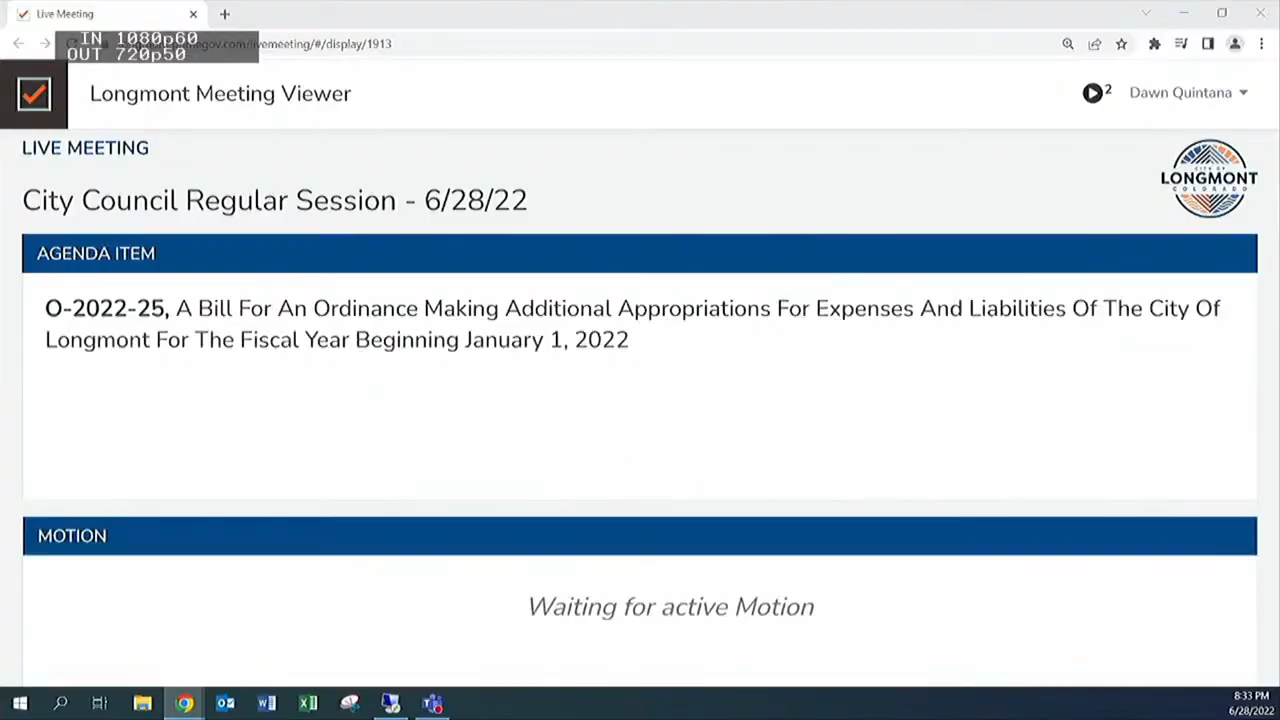 Live Meeting
IN 1080p60
OUT 720p50
gov.com/livemeeting/#/display/1913
Longmont Meeting Viewer
2
Dawn Quintana
LIVE MEETING
CITY OF
LONGMONT
COLORADO
City Council Regular Session - 6/28/22
AGENDA ITEM
O-2022-25, A Bill For An Ordinance Making Additional Appropriations For Expenses And Liabilities Of The City Of
Longmont For The Fiscal Year Beginning January 1, 2022
MOTION
Waiting for active Motion
8:33 PM
6/28/2022